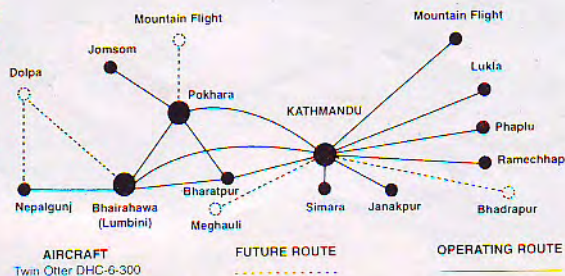 Mountain Flight
Mountain Flight
Jomsom
Lukla
Dolpa
Pokhara
KATHMANDU
Phaplu
Ramechhap
Nepalgunj
Bhairahawa
(Lumbini)
Bharatpur
Meghauli
Simara
Janakpur
Bhadrapur
AIRCRAFT
Twin Otter DHC-6-300
FUTURE ROUTE
OPERATING ROUTE